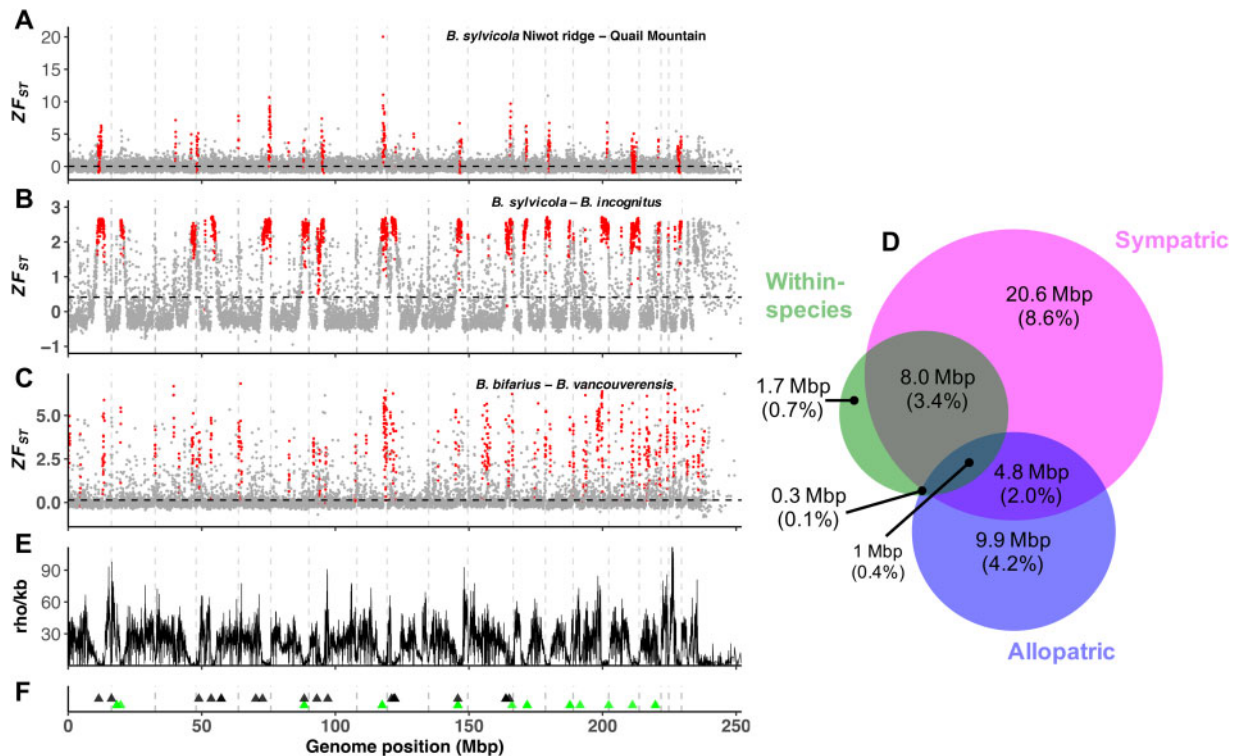 A
B. sylvicola Niwot ridge – Quail Mountain
ZFST
20
15
10
5
0
B
B. sylvicola – B. incognitus
ZFST
3
2
1
0
−1
C
B. bifarius – B. vancouverensis
ZFST
5.0
2.5
0.0
E
rho/kb
90
60
30
F
0
50
100
150
200
250
Genome position (Mbp)
D
Sympatric
Within-
species
20.6 Mbp
(8.6%)
8.0 Mbp
(3.4%)
1.7 Mbp
(0.7%)
4.8 Mbp
(2.0%)
0.3 Mbp
(0.1%)
1 Mbp
(0.4%)
9.9 Mbp
(4.2%)
Allopatric